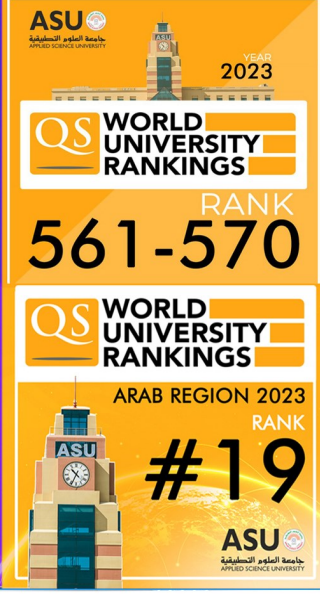 ASU
جامعة العلوم التطبيقية
APPLIED SCIENCE UNIVERSITY
ASU
YEAR
2023
QS WORLD
UNIVERSITY
RANKINGS
RANK
561-570
QS WORLD
UNIVERSITY
RANKINGS
ARAB REGION 2023
RANK
#19
ASU
ASU
جامعة العلوم التطبيقية
APPLIED SCIENCE UNIVERSITY